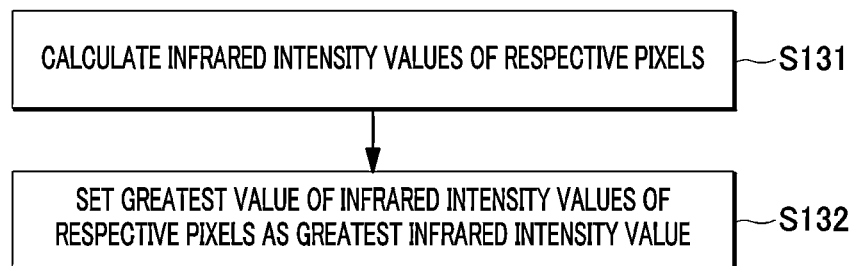 CALCULATE INFRARED INTENSITY VALUES OF RESPECTIVE PIXELS
S131
SET GREATEST VALUE OF INFRARED INTENSITY VALUES OF
RESPECTIVE PIXELS AS GREATEST INFRARED INTENSITY VALUE
S132